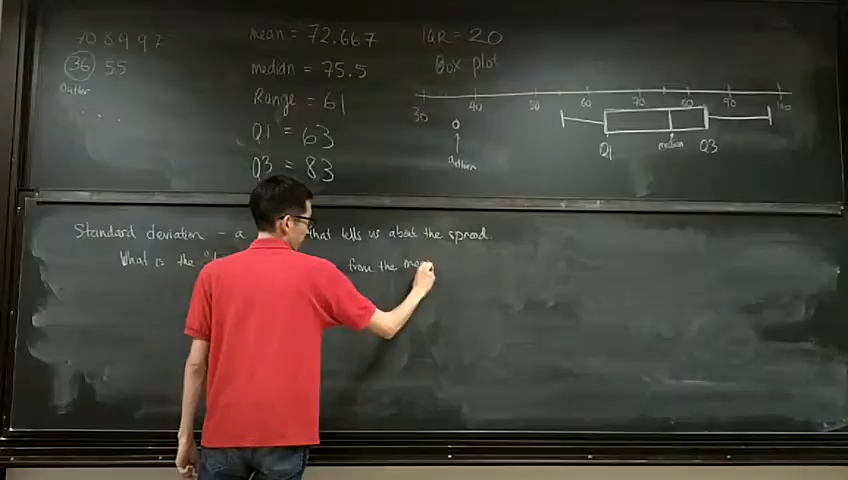 70 84 97
36 55
Outlier
. . .
mean = 72.667
median = 75.5
Range = 61
Q1 = 63
Q3 = 83
IQR = 20
Box plot
30 40 50 60 70 80 90 100
outlier
Q1 median Q3
Standard deviation - a that tells us about the spread.
What is the from the mea